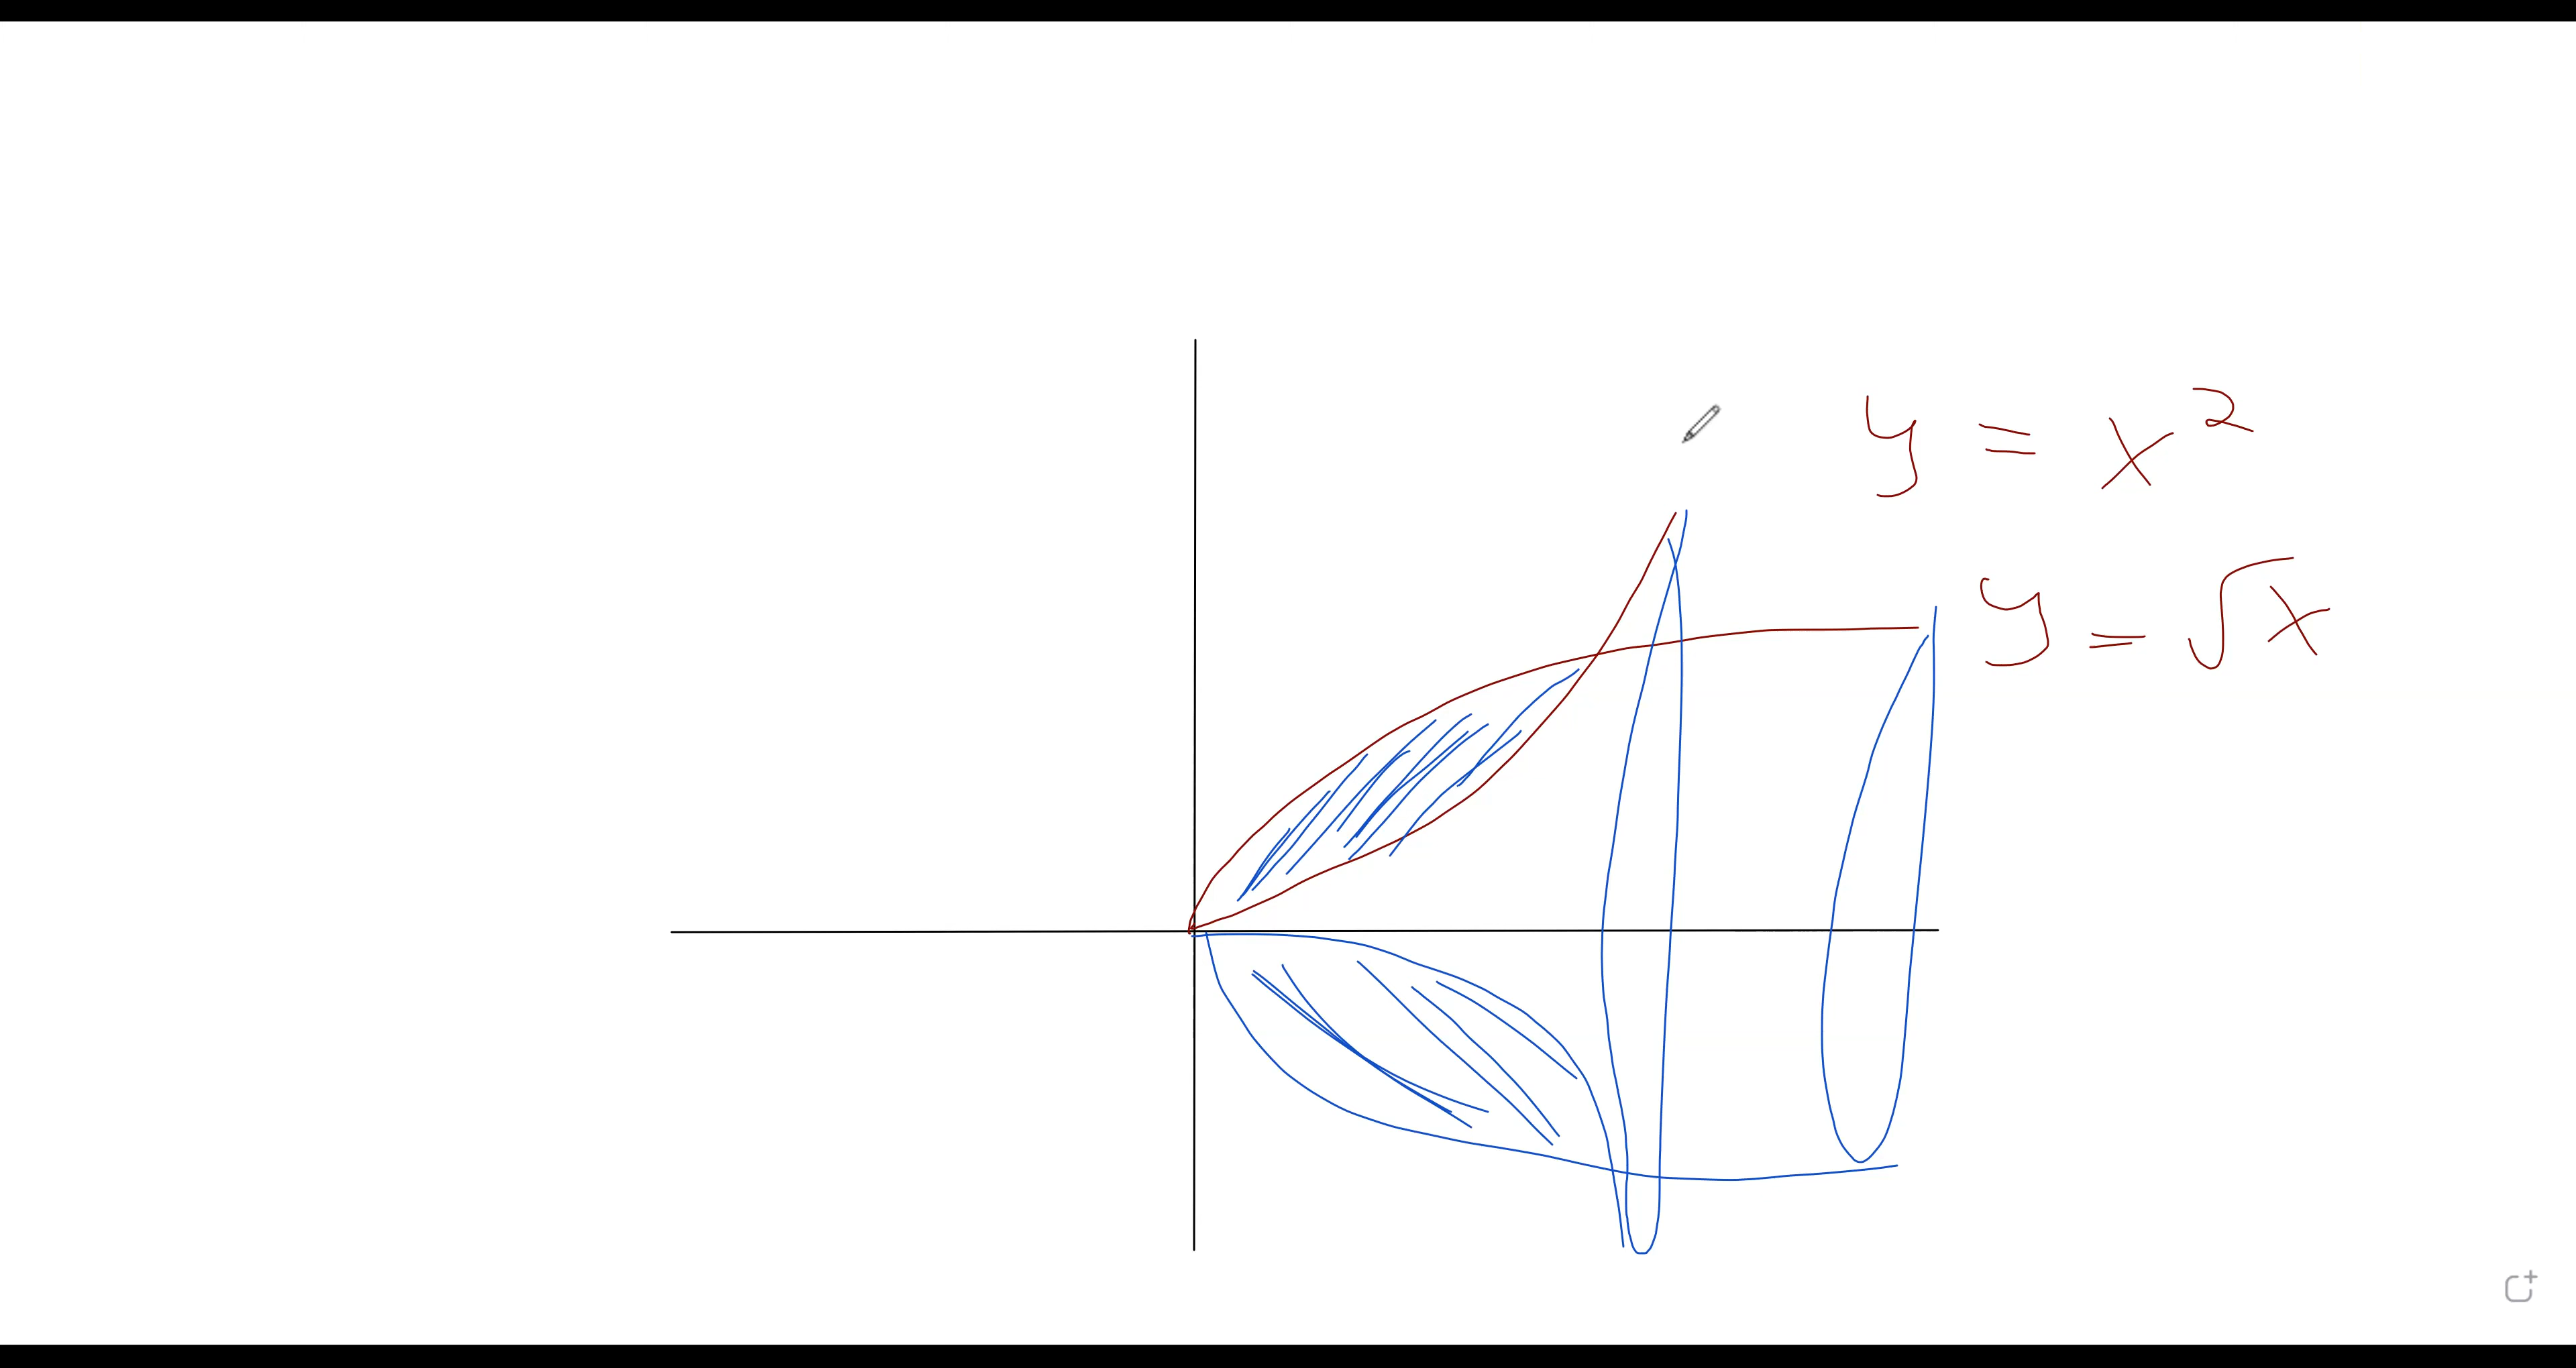 y = x²
y = √x